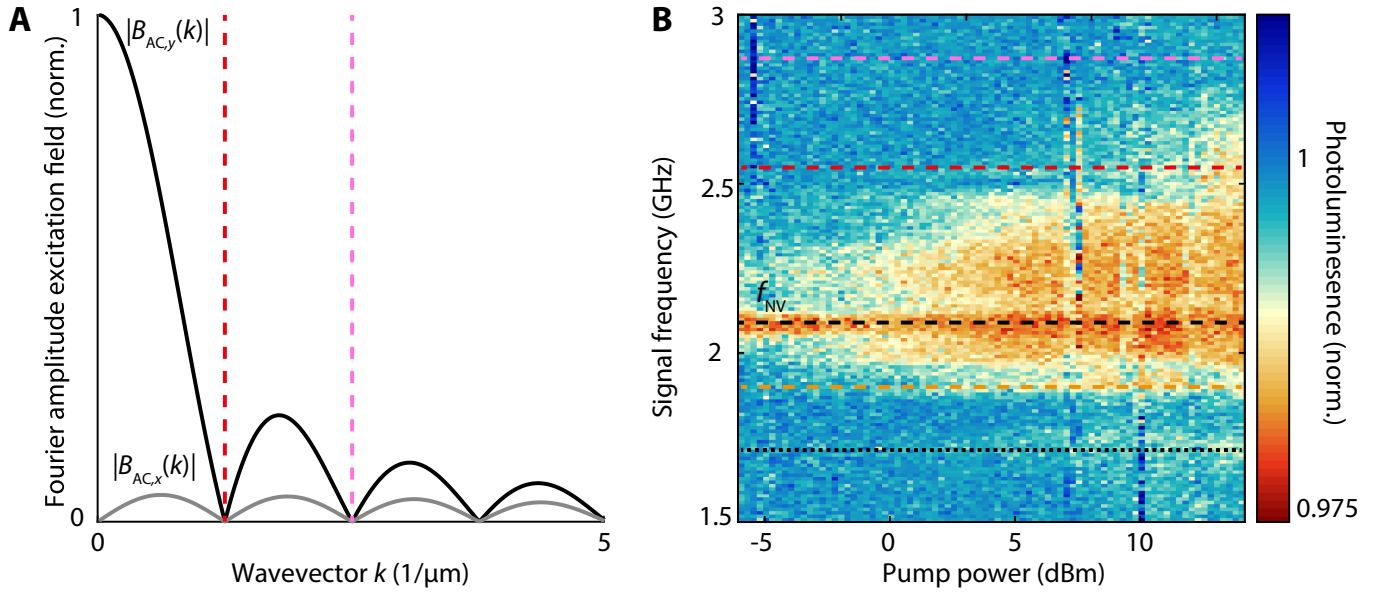 A
1
|B_AC,y(k)|
Fourier amplitude excitation field (norm.)
|B_AC,x(k)|
0
0
5
Wavevector k (1/μm)
B
3
2.5
2
1.5
Signal frequency (GHz)
f_NV
-5
0
5
10
Pump power (dBm)
1
0.975
Photoluminesence (norm.)